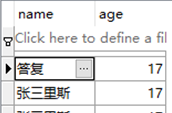 name age
Click here to define a fil
答复 ... 17
张三里斯 17